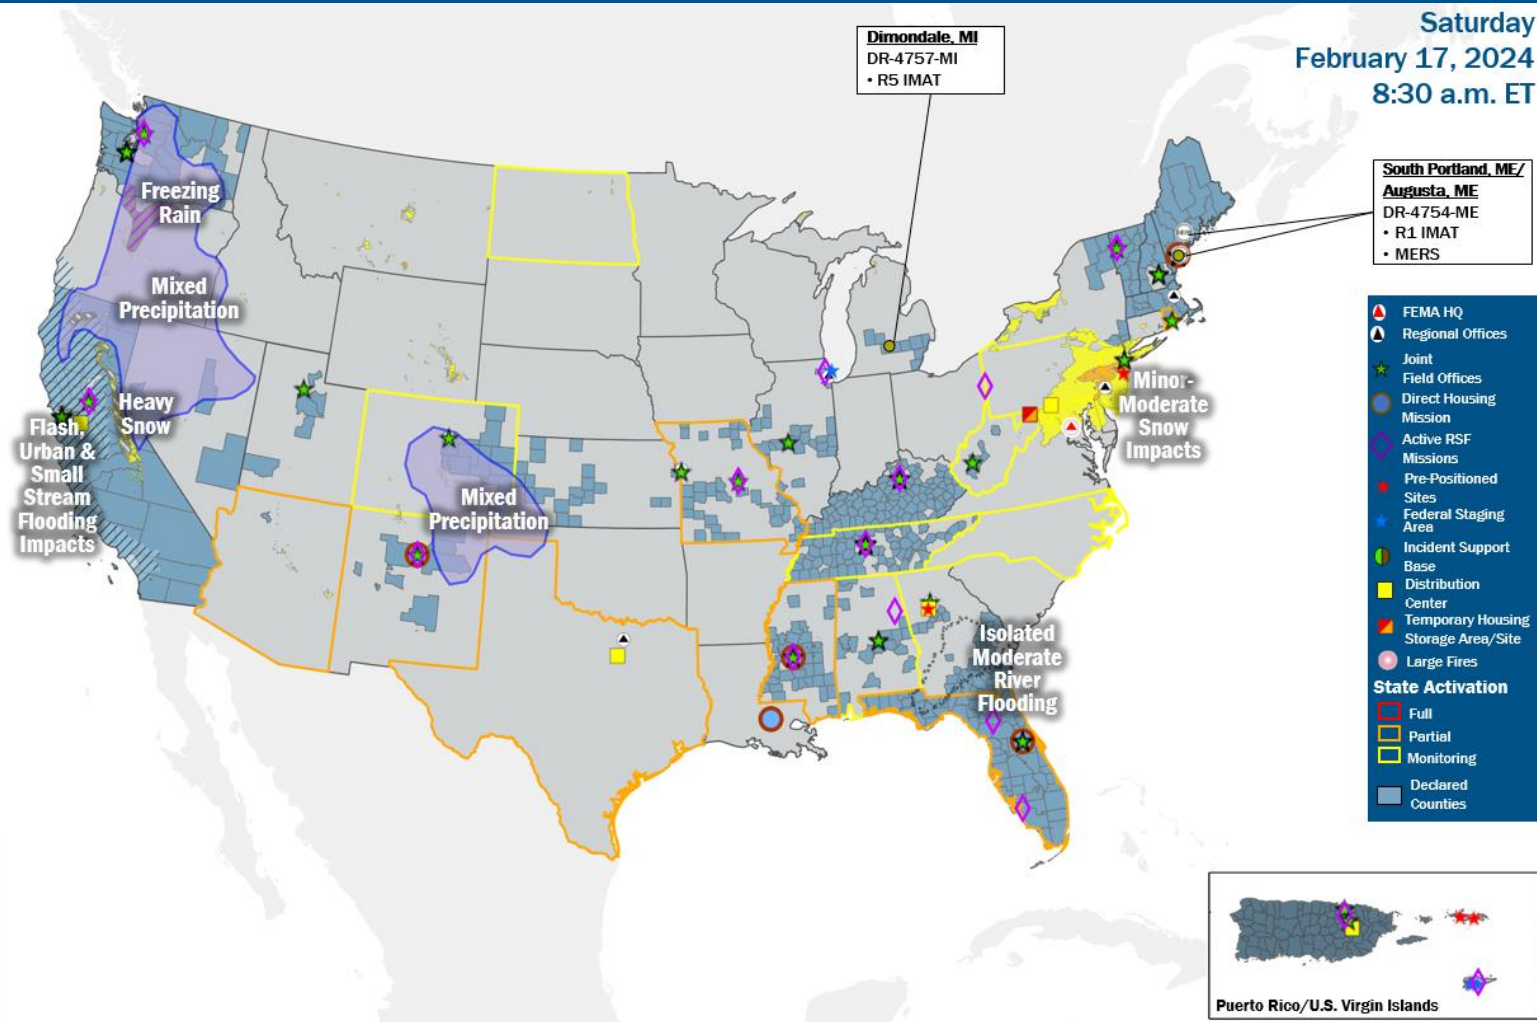 Saturday
February 17, 2024
8:30 a.m. ET
Dimondale, MI
DR-4757-MI
• R5 IMAT
South Portland, ME/
Augusta, ME
DR-4754-ME
• R1 IMAT
• MERS
Freezing
Rain
Mixed
Precipitation
Heavy
Snow
Flash,
Urban &
Small
Stream
Flooding
Impacts
Mixed
Precipitation
Minor-
Moderate
Snow
Impacts
Isolated
Moderate
River
Flooding
FEMA HQ
Regional Offices
Joint
Field Offices
Direct Housing
Mission
Active RSF
Missions
Pre-Positioned
Sites
Federal Staging
Area
Incident Support
Base
Distribution
Center
Temporary Housing
Storage Area/Site
Large Fires
State Activation
Full
Partial
Monitoring
Declared
Counties
Puerto Rico/U.S. Virgin Islands